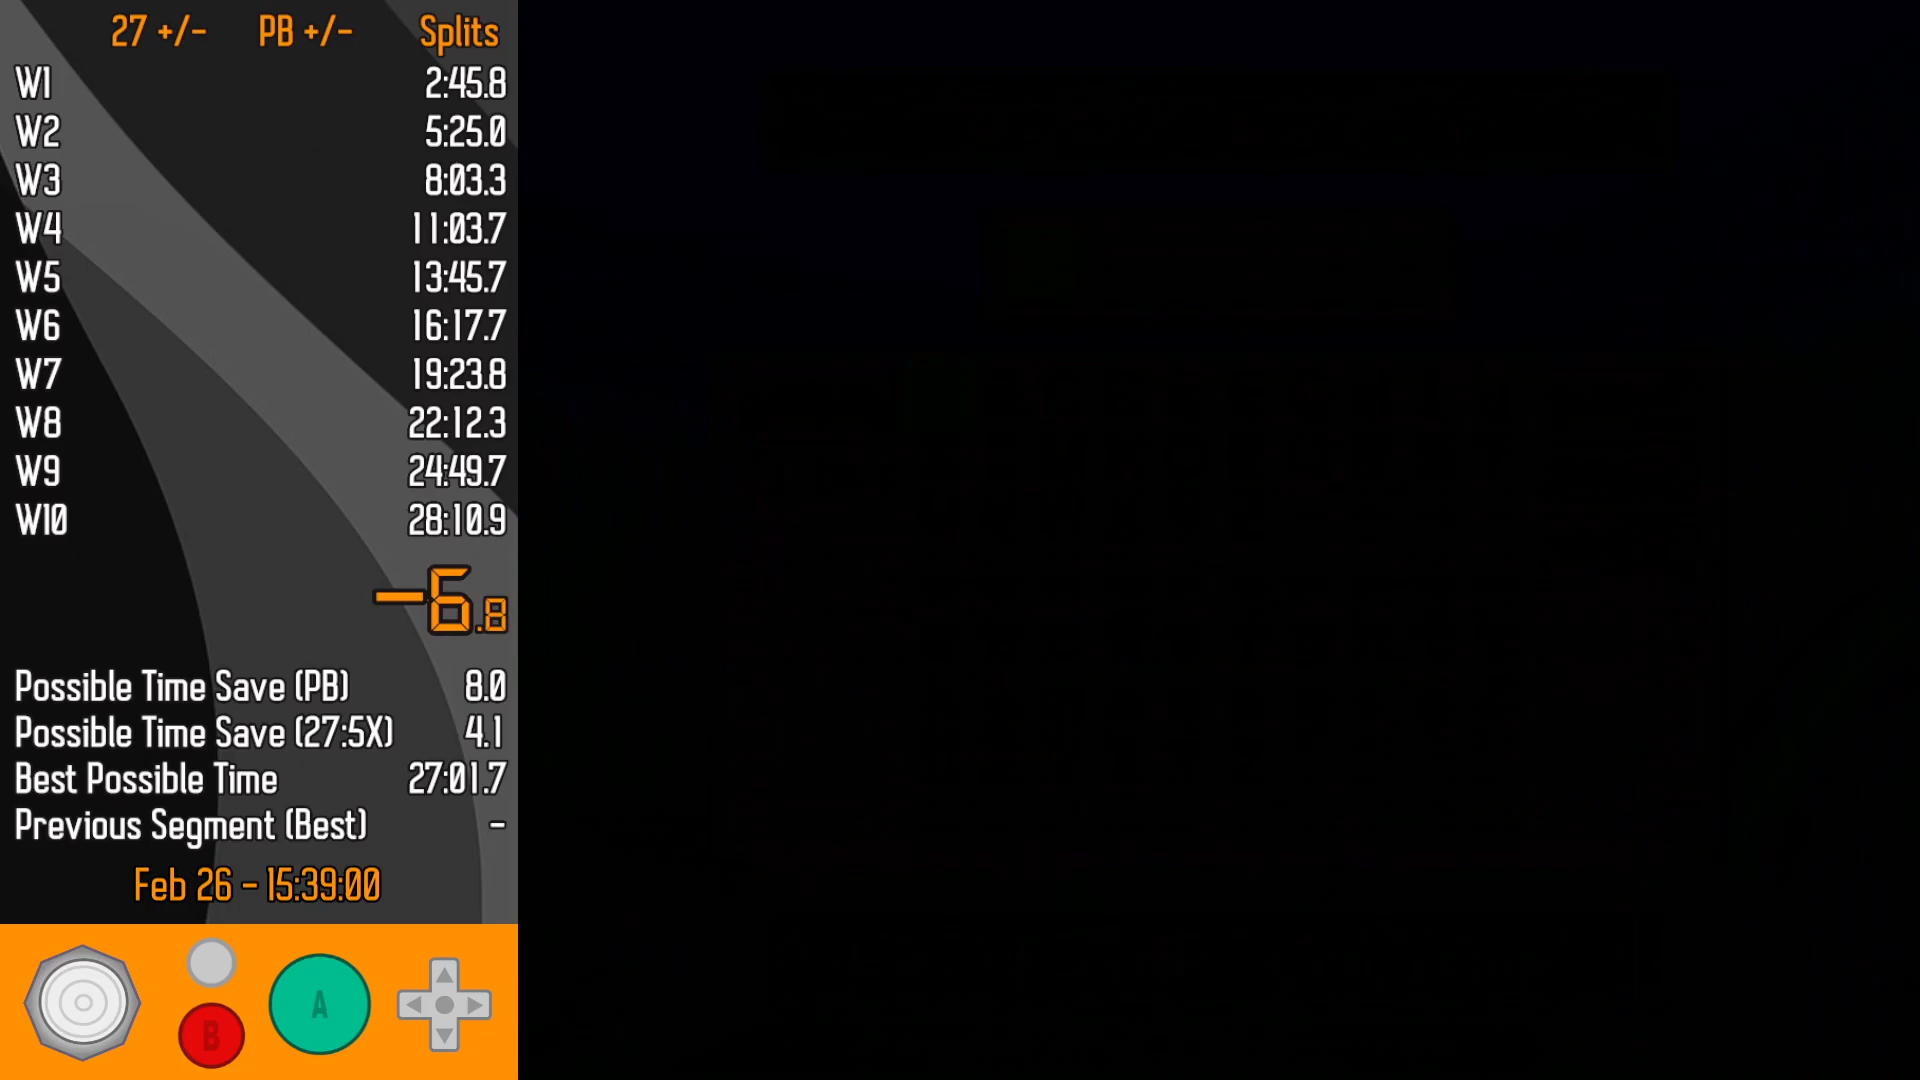 27 +/- PB +/- Splits
W1 2:45.8
W2 5:25.0
W3 8:03.3
W4 11:03.7
W5 13:45.7
W6 16:17.7
W7 19:23.8
W8 22:12.3
W9 24:49.7
W10 28:10.9
-6.8
Possible Time Save (PB) 8.0
Possible Time Save (27:5X) 4.1
Best Possible Time 27:01.7
Previous Segment (Best) -
Feb 26 - 15:39:00
A
B